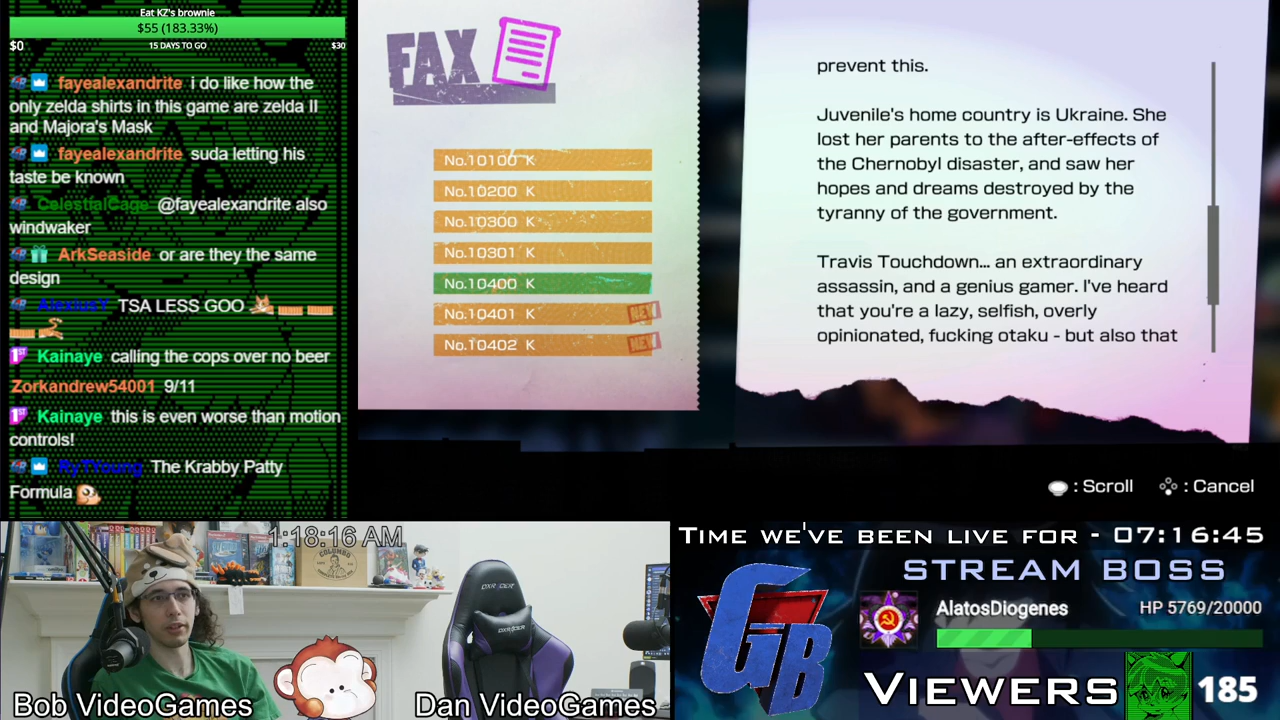 Eat KZ's brownie
$55 (183.33%)
$0 15 DAYS TO GO $30
fayealexandrite i do like how the
only zelda shirts in this game are zelda II
and Majora's Mask
fayealexandrite suda letting his
taste be known
CelestialCage @fayealexandrite also
windwaker
ArkSeaside or are they the same
design
AlexiusY TSA LESS GOO
Kainaye calling the cops over no beer
Zorkandrew54001 9/11
Kainaye this is even worse than motion
controls!
RyTYoung The Krabby Patty
Formula
FAX
No.10100 K
No.10200 K
No.10300 K
No.10301 K
No.10400 K
No.10401 K NEW
No.10402 K NEW
prevent this.
Juvenile's home country is Ukraine. She
lost her parents to the after-effects of
the Chernobyl disaster, and saw her
hopes and dreams destroyed by the
tyranny of the government.
Travis Touchdown... an extraordinary
assassin, and a genius gamer. I've heard
that you're a lazy, selfish, overly
opinionated, fucking otaku - but also that
: Scroll : Cancel
1:18:16 AM
COLUMBO
DXRACER
DXRACER
Bob VideoGames
Dan VideoGames
Time we've been live for - 07:16:45
STREAM BOSS
GB
AlatosDiogenes HP 5769/20000
Viewers 185